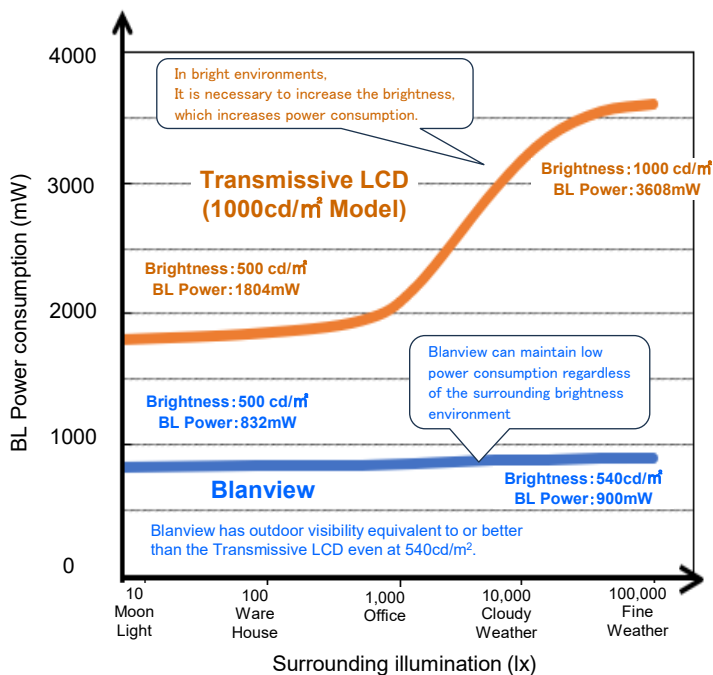 4000
In bright environments,
It is necessary to increase the brightness,
which increases power consumption.
3000
Transmissive LCD
(1000cd/㎡ Model)
Brightness：1000 cd/㎡
BL Power：3608mW
Brightness：500 cd/㎡
BL Power：1804mW
2000
Blanview can maintain low
power consumption regardless
of the surrounding brightness
environment
Brightness：500 cd/㎡
BL Power：832mW
1000
Blanview
Brightness：540cd/㎡
BL Power：900mW
Blanview has outdoor visibility equivalent to or better
than the Transmissive LCD even at 540cd/m².
0
BL Power consumption (mW)
10
Moon
Light
100
Ware
House
1,000
Office
10,000
Cloudy
Weather
100,000
Fine
Weather
Surrounding illumination (lx)